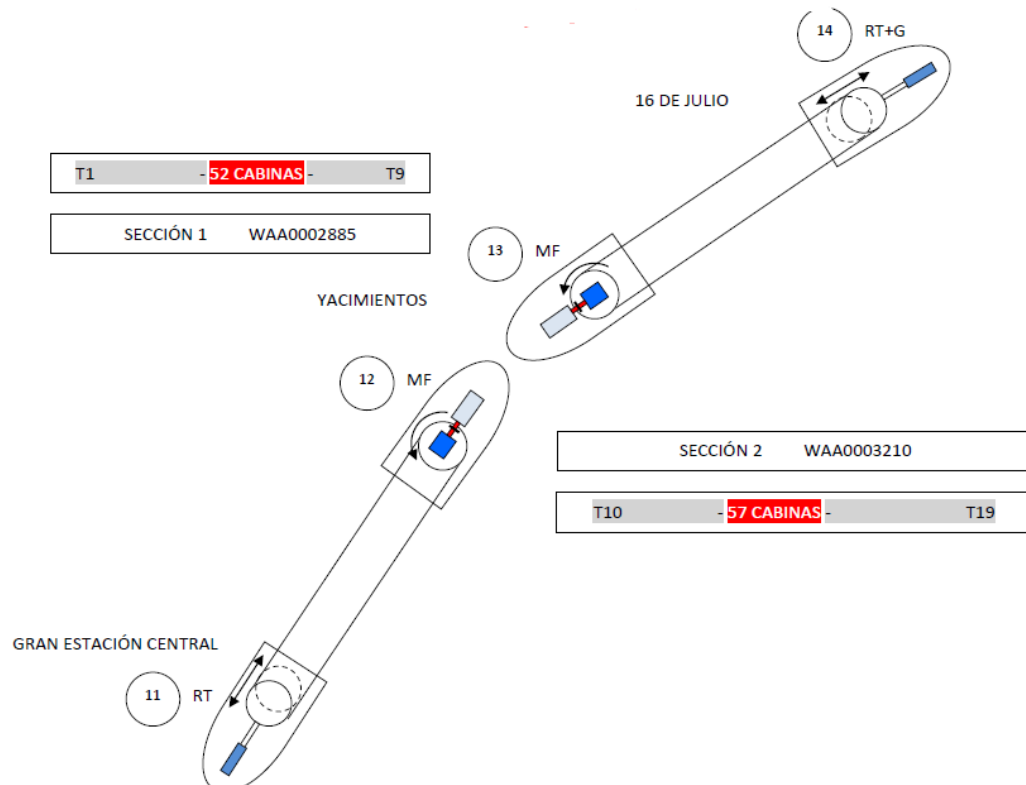 14 RT+G
16 DE JULIO
T1 - 52 CABINAS - T9
SECCIÓN 1 WAA0002885
13 MF
YACIMIENTOS
12 MF
SECCIÓN 2 WAA0003210
T10 - 57 CABINAS - T19
GRAN ESTACIÓN CENTRAL
11 RT